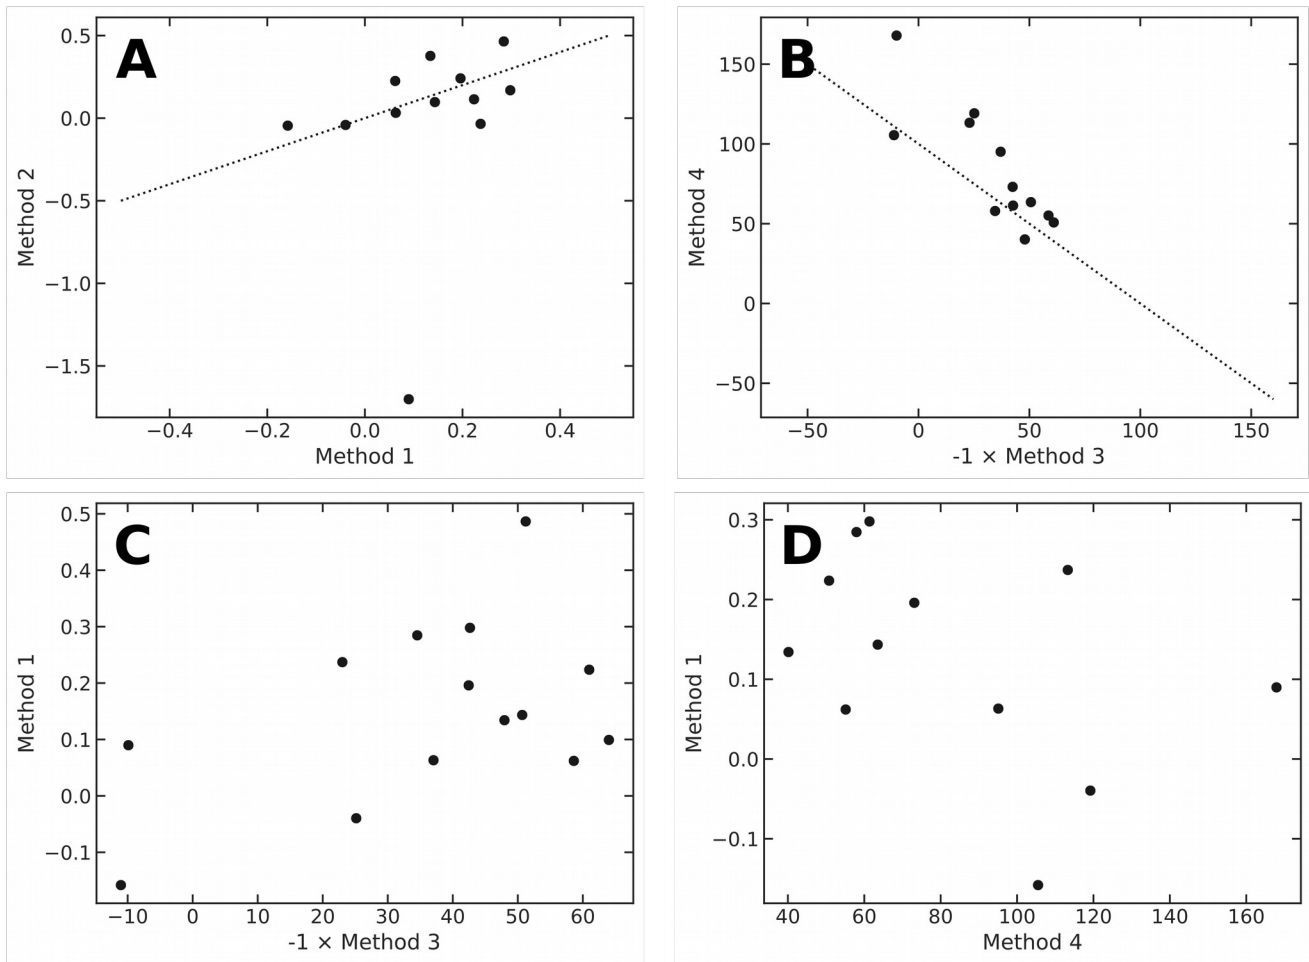 A
0.5
0.0
−0.5
−1.0
−1.5
Method 2
−0.4 −0.2 0.0 0.2 0.4
Method 1
B
150
100
50
0
−50
Method 4
−50 0 50 100 150
-1 × Method 3
C
0.5
0.4
0.3
0.2
0.1
0.0
−0.1
Method 1
−10 0 10 20 30 40 50 60
-1 × Method 3
D
0.3
0.2
0.1
0.0
−0.1
Method 1
40 60 80 100 120 140 160
Method 4